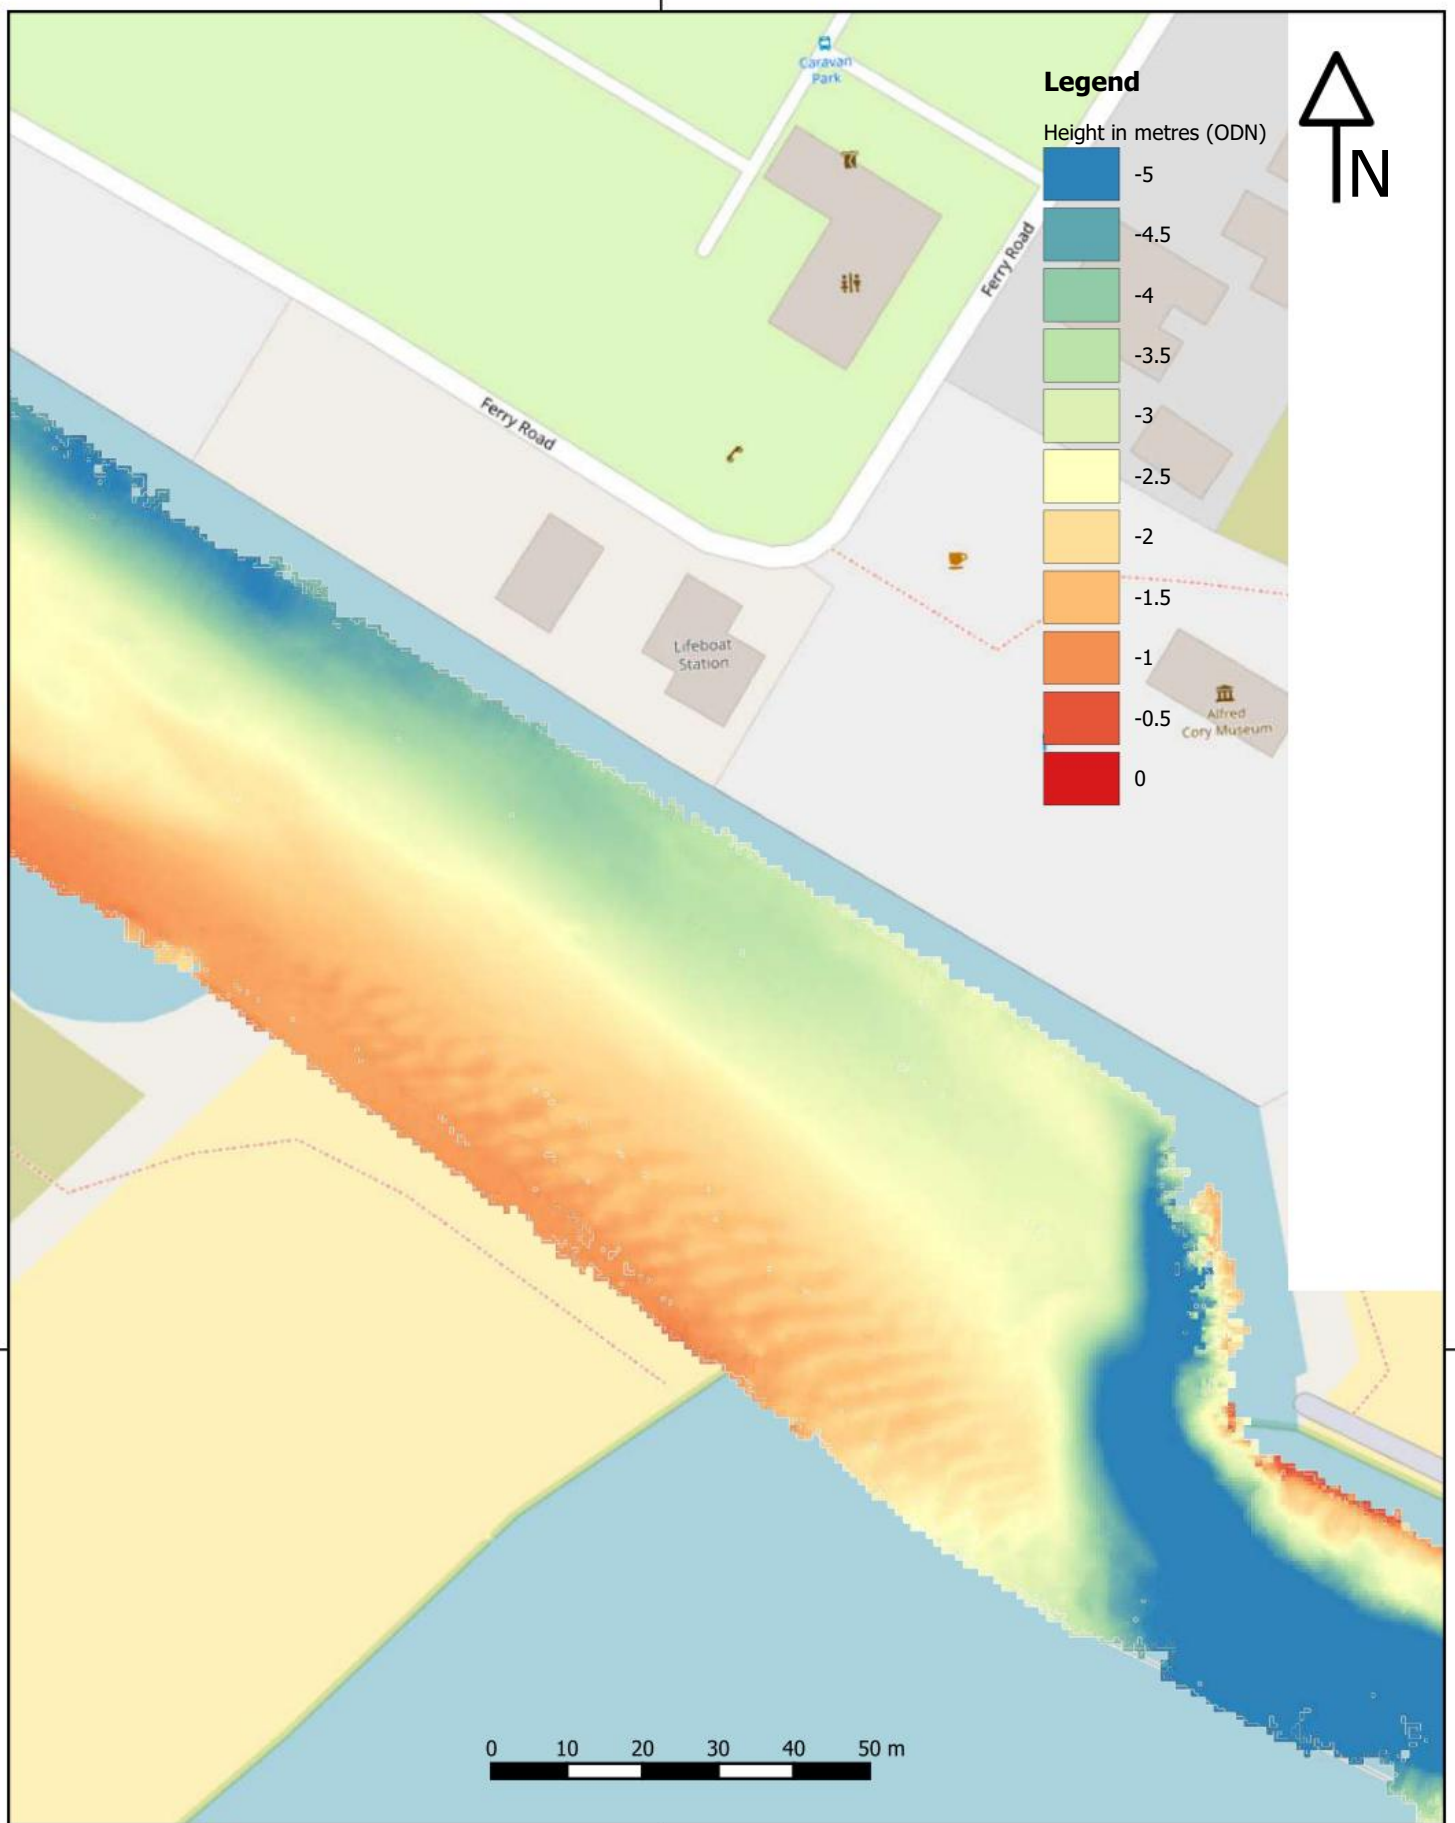 Caravan
Park
Legend
Height in metres (ODN)
-5
-4.5
-4
-3.5
-3
-2.5
-2
-1.5
-1
-0.5
0
N
Ferry Road
Ferry Road
Lifeboat
Station
Alfred
Cory Museum
0 10 20 30 40 50 m